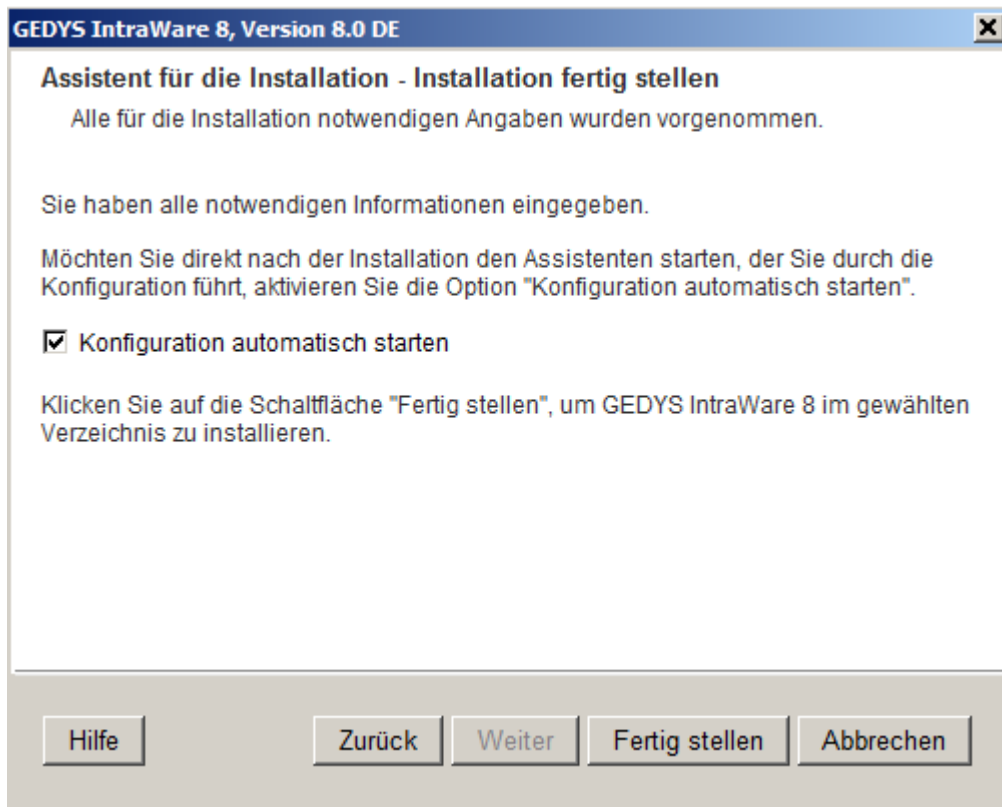 GEDYS IntraWare 8, Version 8.0 DE
Assistent für die Installation - Installation fertig stellen
Alle für die Installation notwendigen Angaben wurden vorgenommen.
Sie haben alle notwendigen Informationen eingegeben.
Möchten Sie direkt nach der Installation den Assistenten starten, der Sie durch die
Konfiguration führt, aktivieren Sie die Option "Konfiguration automatisch starten".
Konfiguration automatisch starten
Klicken Sie auf die Schaltfläche "Fertig stellen", um GEDYS IntraWare 8 im gewählten
Verzeichnis zu installieren.
Hilfe Zurück Weiter Fertig stellen Abbrechen